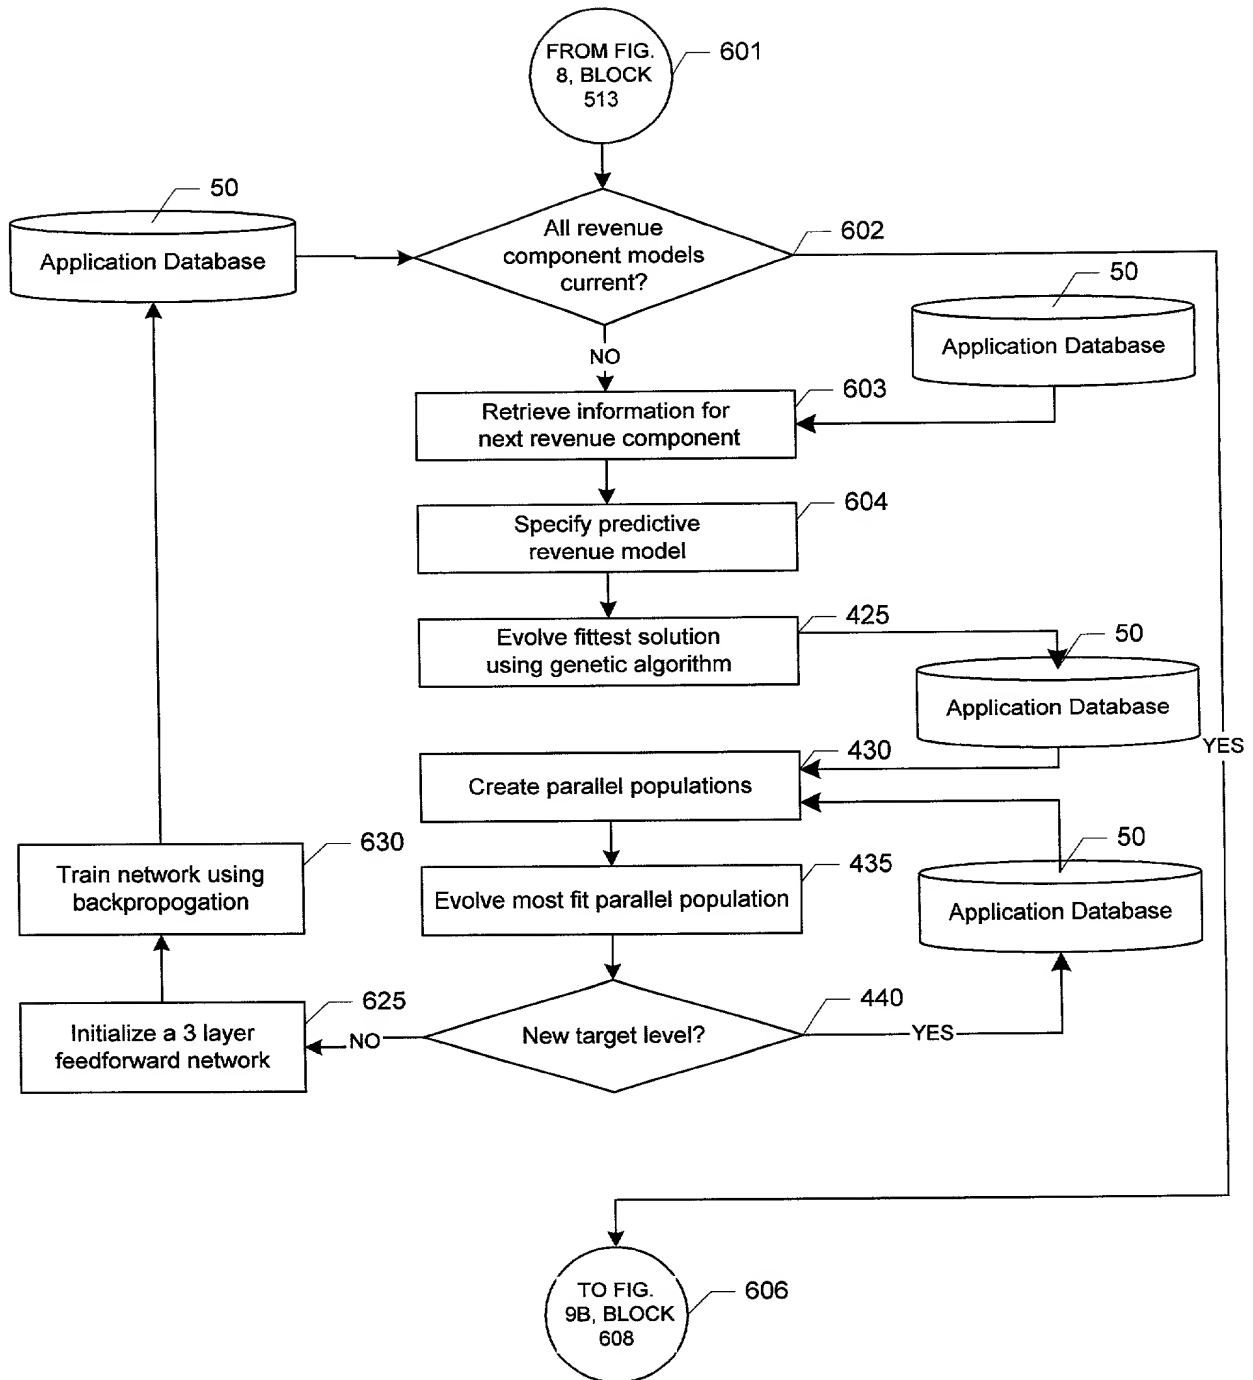 FROM FIG.
8, BLOCK
513
601
50
Application Database
All revenue
component models
current?
602
50
Application Database
NO
603
Retrieve information for
next revenue component
604
Specify predictive
revenue model
425
Evolve fittest solution
using genetic algorithm
50
Application Database
YES
430
Create parallel populations
630
Train network using
backpropogation
435
Evolve most fit parallel population
50
Application Database
625
Initialize a 3 layer
feedforward network
NO
New target level?
440
YES
TO FIG.
9B, BLOCK
608
606